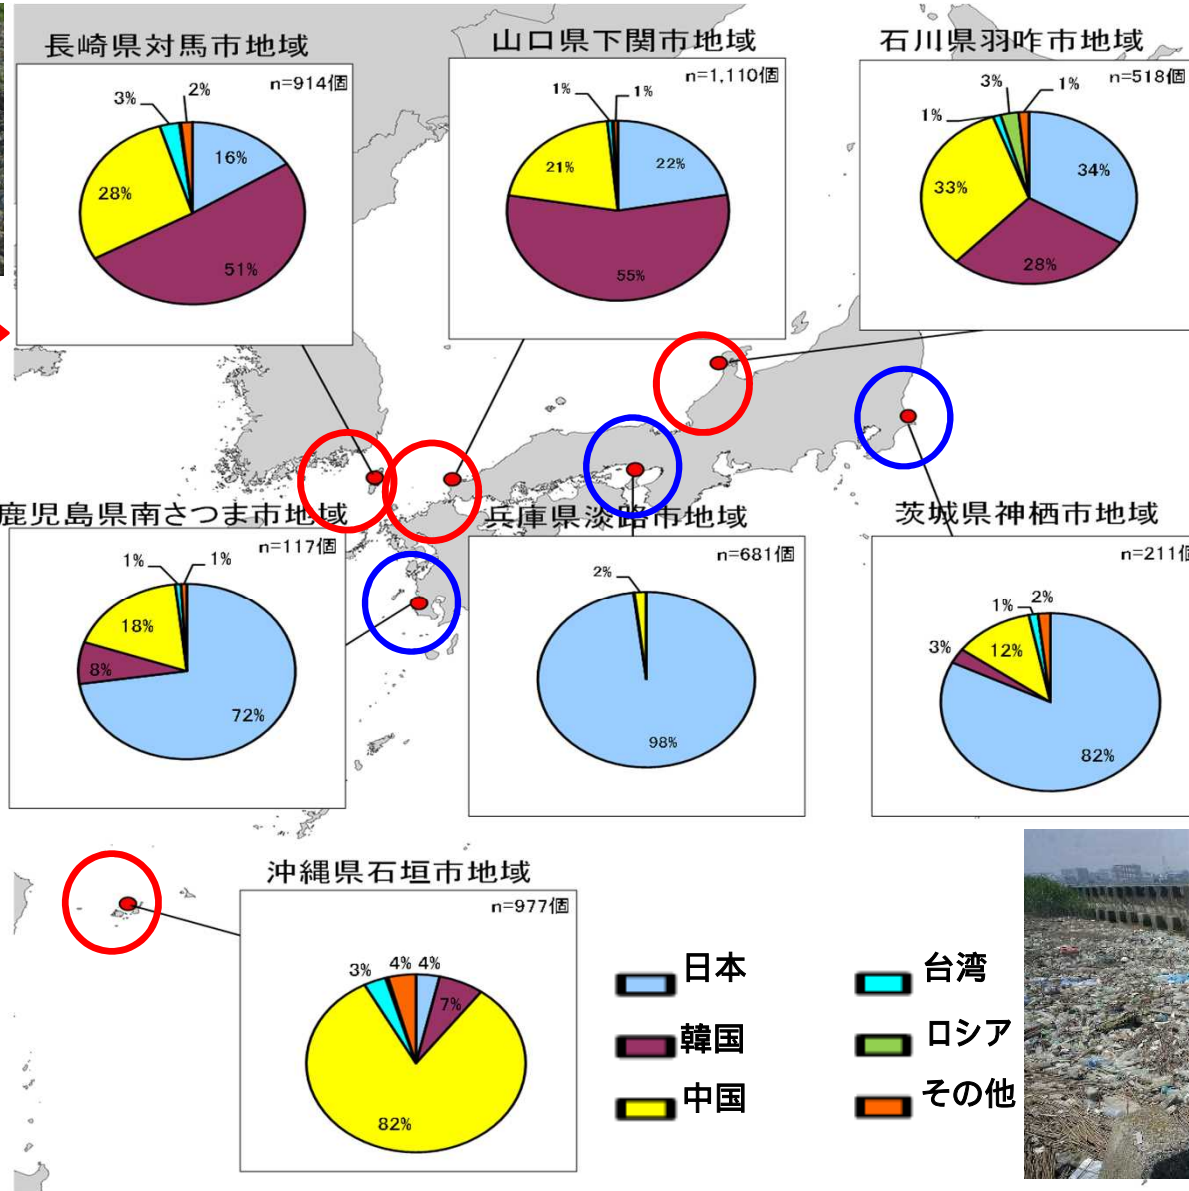 長崎県対馬市地域
n=914個
3%
2%
16%
28%
51%
山口県下関市地域
n=1,110個
1%
1%
22%
21%
55%
石川県羽咋市地域
n=518個
3%
1%
1%
34%
33%
28%
鹿児島県南さつま市地域
n=117個
1%
1%
18%
8%
72%
兵庫県淡路市地域
n=681個
2%
98%
茨城県神栖市地域
n=211個
1%
2%
3%
12%
82%
沖縄県石垣市地域
n=977個
3%
4%
4%
7%
82%
日本
韓国
中国
台湾
ロシア
その他